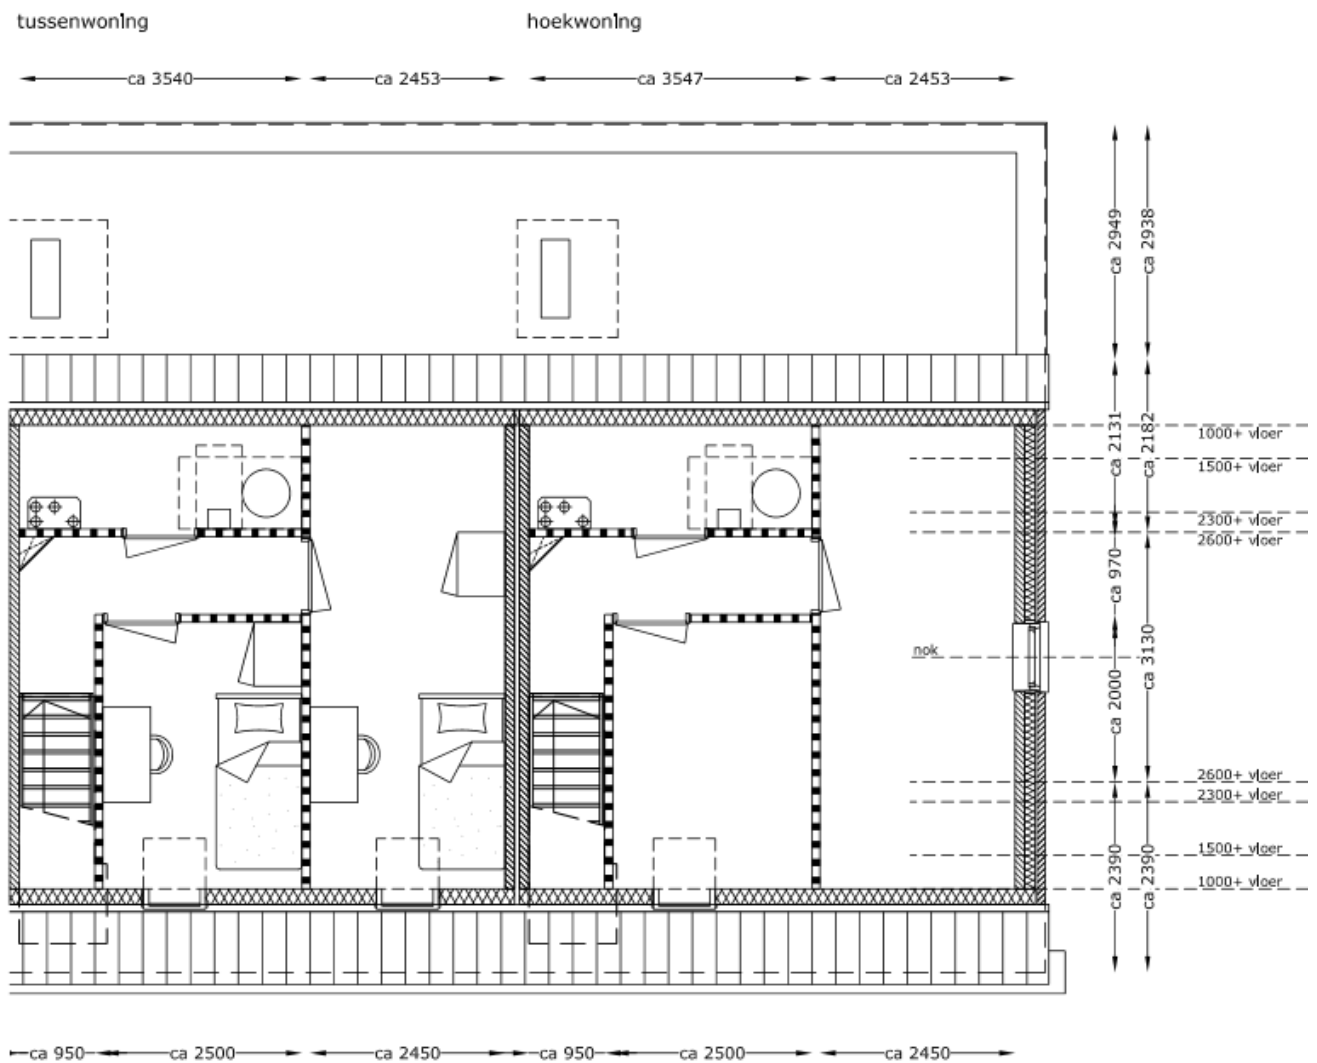 tussenwoning
hoekwoning
ca 3540
ca 2453
ca 3547
ca 2453
ca 2949
ca 2938
ca 2131
ca 2182
1000+ vloer
1500+ vloer
2300+ vloer
2600+ vloer
ca 970
nok
ca 3130
ca 2000
2600+ vloer
2300+ vloer
1500+ vloer
1000+ vloer
ca 2390
ca 2390
ca 950
ca 2500
ca 2450
ca 950
ca 2500
ca 2450